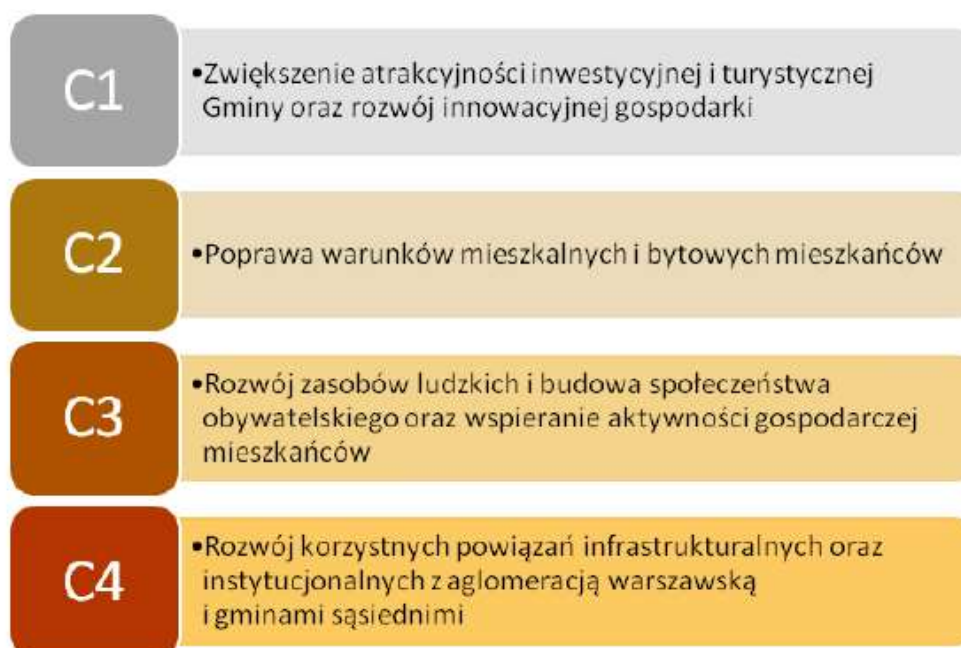 C1
•Zwiększenie atrakcyjności inwestycyjnej i turystycznej
Gminy oraz rozwój innowacyjnej gospodarki
C2
•Poprawa warunków mieszkalnych i bytowych mieszkańców
C3
•Rozwój zasobów ludzkich i budowa społeczeństwa
obywatelskiego oraz wspieranie aktywności gospodarczej
mieszkańców
C4
•Rozwój korzystnych powiązań infrastrukturalnych oraz
instytucjonalnych z aglomeracją warszawską
i gminami sąsiednimi